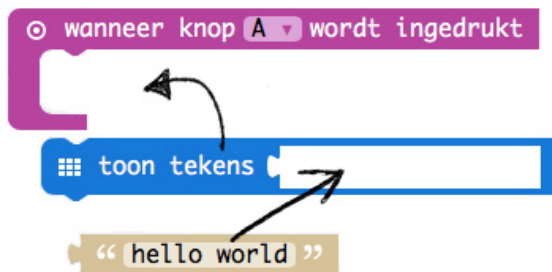 wanneer knop A wordt ingedrukt
toon tekens
“ hello world ”